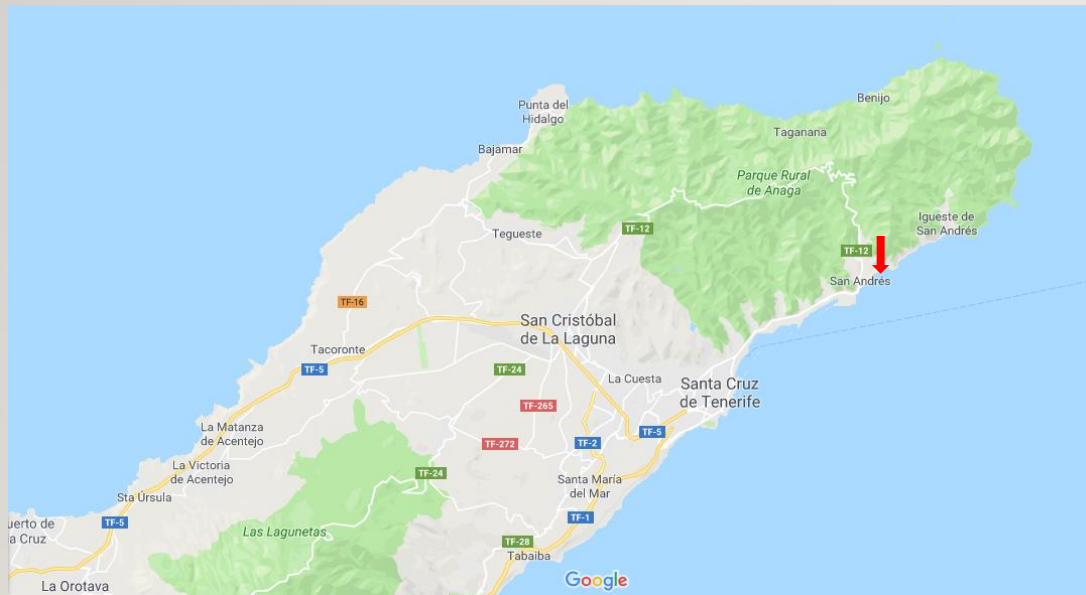 Punta del
Hidalgo
Benijo
Taganana
Bajamar
Parque Rural
de Anaga
Igueste de
San Andrés
TF-12
Tegueste
TF-12
San Andrés
TF-16
San Cristóbal
de La Laguna
Tacoronte
TF-5
TF-24
La Cuesta
Santa Cruz
de Tenerife
TF-265
La Matanza
de Acentejo
TF-5
TF-272
TF-2
La Victoria
de Acentejo
TF-24
Santa María
del Mar
Sta Úrsula
TF-5
TF-1
uerto de
a Cruz
Las Lagunetas
TF-28
Tabaiba
La Orotava
Google